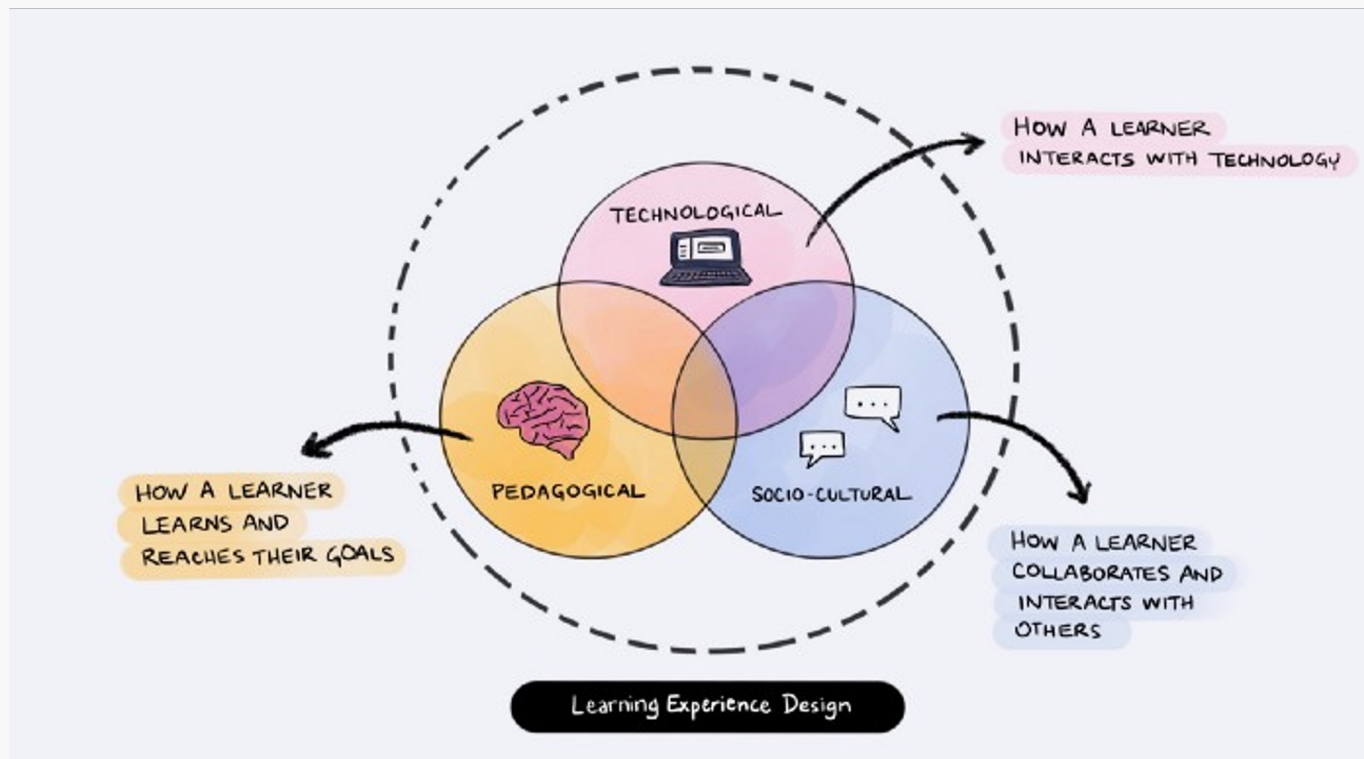 HOW A LEARNER
INTERACTS WITH TECHNOLOGY
TECHNOLOGICAL
PEDAGOGICAL
SOCIO-CULTURAL
HOW A LEARNER
LEARNS AND
REACHES THEIR GOALS
HOW A LEARNER
COLLABORATES AND
INTERACTS WITH
OTHERS
Learning Experience Design